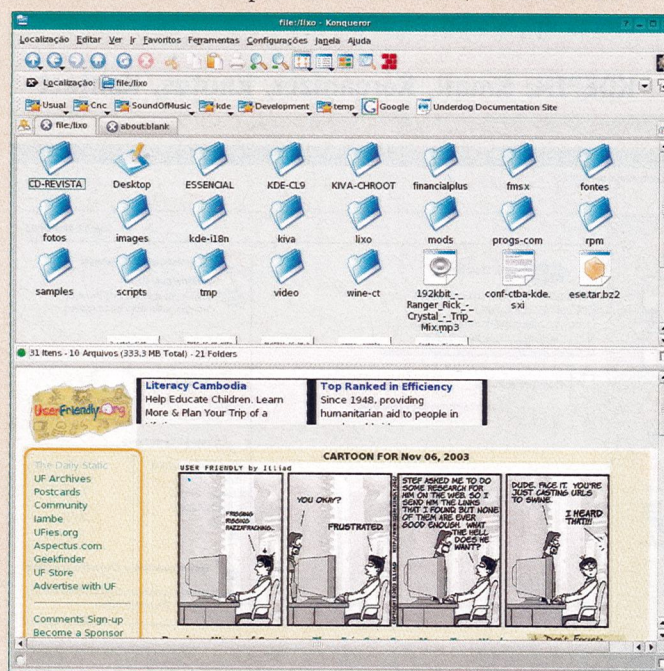 file:/lixo - Konqueror
Localização Editar Ver Ir Favoritos Ferramentas Configurações Janela Ajuda
Localização: file:/lixo
Usual Cnc SoundOfMusic kde Development temp Google Underdog Documentation Site
file:/lixo about:blank
CD-REVISTA Desktop ESSENCIAL KDE-CL9 KIVA-CHROOT financialplus fmsx fontes
fotos images kde-i18n kiva lixo mods progs-com rpm
samples scripts tmp video wine-ct 192kbit_-_ conf-ctba-kde. ese.tar.bz2
Ranger_Rick_-_ sxi
Crystal_-_Trip_
Mix.mp3
31 Itens - 10 Arquivos (333.3 MB Total) - 21 Folders
UserFriendly.Org
Literacy Cambodia
Help Educate Children. Learn
More & Plan Your Trip of a
Top Ranked in Efficiency
Since 1948, providing
humanitarian aid to people in
The Daily Static
UF Archives
Postcards
Community
Iambe
UFies.org
Aspectus.com
Geekfinder
UF Store
Advertise with UF
Comments Sign-up
Become a Sponsor
CARTOON FOR Nov 06, 2003
USER FRIENDLY by Illiad
FRIGGING
RIGGING
RAZZAFRACHING...
YOU OKAY?
FRUSTRATED.
STEF ASKED ME TO DO
SOME RESEARCH FOR
HIM ON THE WEB. SO I
SEND HIM THE LINKS
THAT I FOUND BUT NONE
OF THEM ARE EVER
GOOD ENOUGH. WHAT
THE HELL
DOES HE
WANT?
DUDE, FACE IT. YOU'RE
JUST CASTING URLS
TO SWINE.
I HEARD
THAT!!!